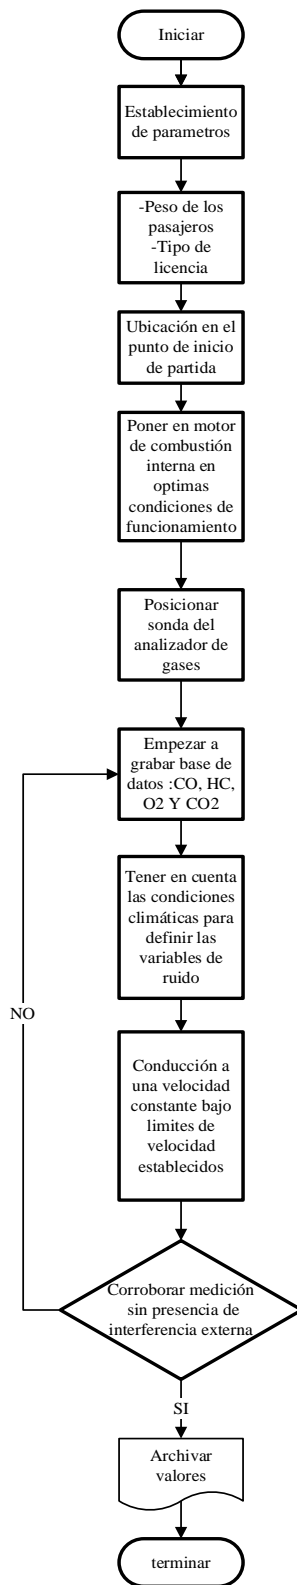 Iniciar
Establecimiento
de parametros
-Peso de los
pasajeros
-Tipo de
licencia
Ubicación en el
punto de inicio
de partida
Poner en motor
de combustión
interna en
optimas
condiciones de
funcionamiento
Posicionar
sonda del
analizador de
gases
Empezar a
grabar base de
datos :CO, HC,
O2 Y CO2
Tener en cuenta
las condiciones
climáticas para
definir las
variables de
ruido
NO
Conducción a
una velocidad
constante bajo
limites de
velocidad
establecidos
Corroborar medición
sin presencia de
interferencia externa
SI
Archivar
valores
terminar